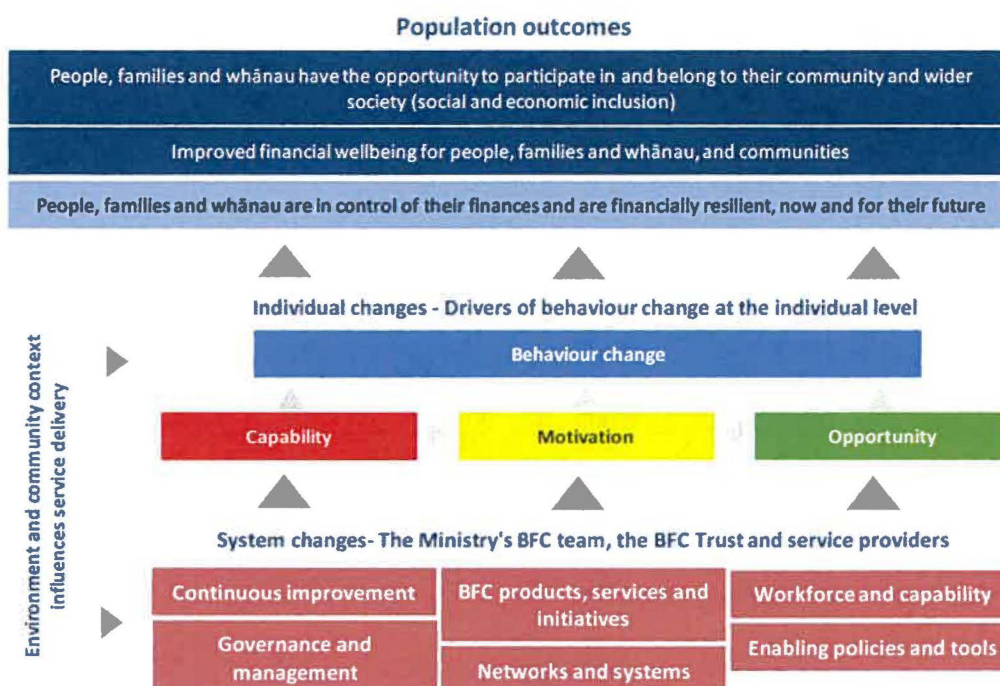 Population outcomes
People, families and whānau have the opportunity to participate in and belong to their community and wider
society (social and economic inclusion)
Improved financial wellbeing for people, families and whānau, and communities
People, families and whānau are in control of their finances and are financially resilient, now and for their future
Individual changes - Drivers of behaviour change at the individual level
Behaviour change
Capability
Motivation
Opportunity
Environment and community context
influences service delivery
System changes- The Ministry's BFC team, the BFC Trust and service providers
Continuous improvement
Governance and
management
BFC products, services and
initiatives
Networks and systems
Workforce and capability
Enabling policies and tools